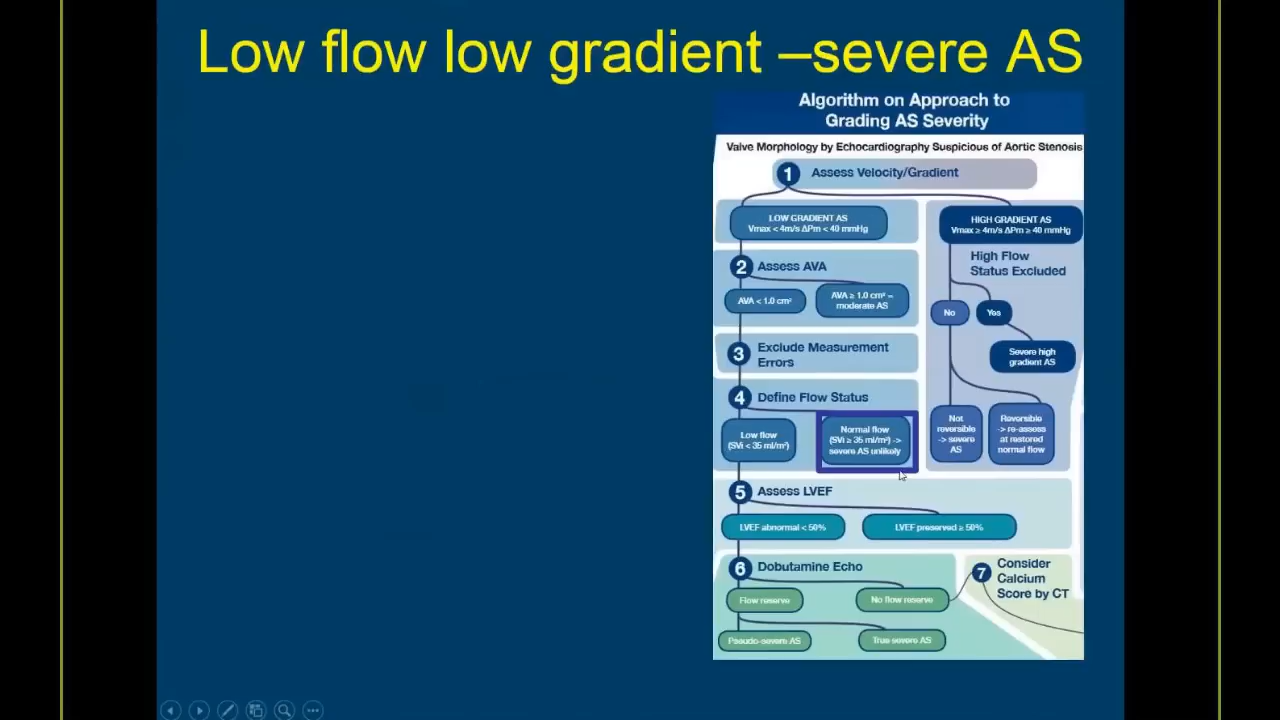 Low flow low gradient –severe AS
Algorithm on Approach to
Grading AS Severity
Valve Morphology by Echocardiography Suspicious of Aortic Stenosis
1 Assess Velocity/Gradient
LOW GRADIENT AS
Vmax < 4m/s ΔPm < 40 mmHg
HIGH GRADIENT AS
Vmax ≥ 4m/s ΔPm ≥ 40 mmHg
2 Assess AVA
AVA < 1.0 cm²
AVA ≥ 1.0 cm² =
moderate AS
High Flow
Status Excluded
No
Yes
Severe high
gradient AS
3 Exclude Measurement
Errors
4 Define Flow Status
Low flow
(SVi < 35 ml/m²)
Normal flow
(SVi ≥ 35 ml/m²) ->
severe AS unlikely
Not
reversible
-> severe
AS
Reversible
-> re-assess
at restored
normal flow
5 Assess LVEF
LVEF abnormal < 50%
LVEF preserved ≥ 50%
6 Dobutamine Echo
Flow reserve
No flow reserve
Pseudo-severe AS
True severe AS
7 Consider
Calcium
Score by CT